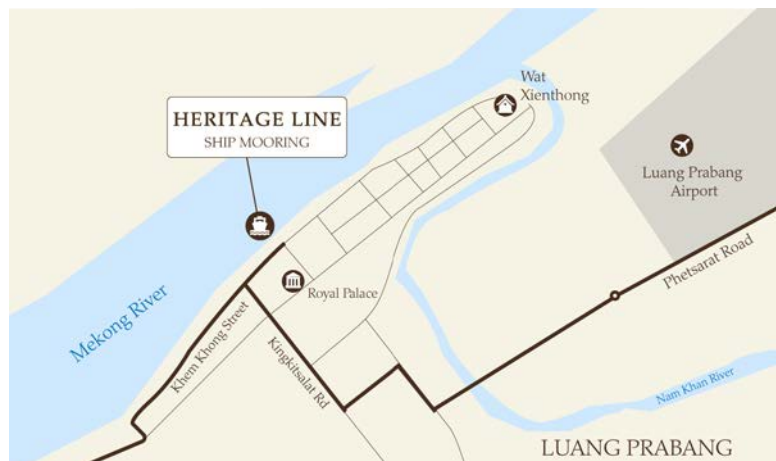 Wat
Xienthong
HERITAGE LINE
SHIP MOORING
Luang Prabang
Airport
Phetsarat Road
Royal Palace
Mekong River
Khem Khong Street
Kingkitsalat Rd
Nam Khan River
LUANG PRABANG